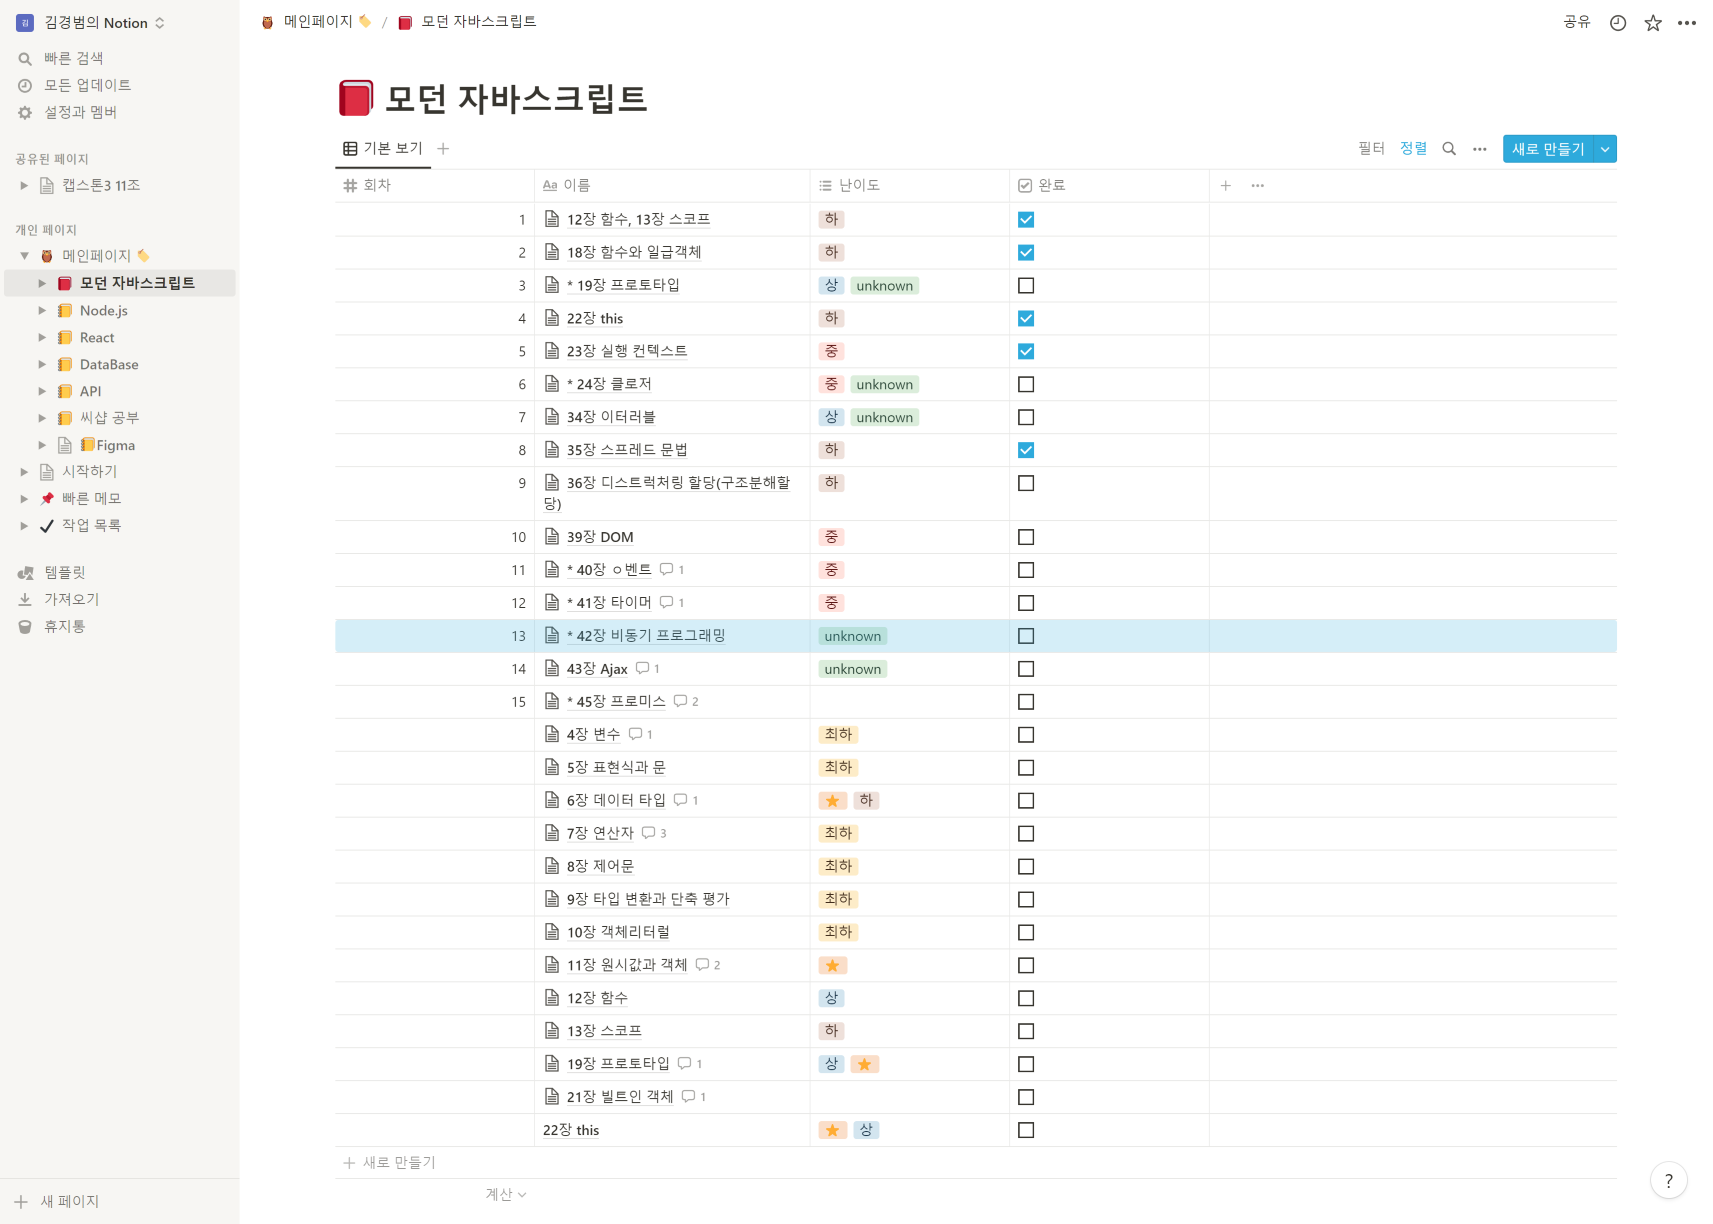 김 김경범의 Notion
빠른 검색
모든 업데이트
설정과 멤버
공유된 페이지
캡스톤3 11조
개인 페이지
메인페이지
모던 자바스크립트
Node.js
React
DataBase
API
씨샵 공부
Figma
시작하기
빠른 메모
작업 목록
템플릿
가져오기
휴지통
새 페이지
메인페이지 / 모던 자바스크립트
공유
모던 자바스크립트
기본 보기
필터 정렬 새로 만들기
회차 Aa 이름 난이도 완료
1 12장 함수, 13장 스코프 하
2 18장 함수와 일급객체 하
3 * 19장 프로토타입 상 unknown
4 22장 this 하
5 23장 실행 컨텍스트 중
6 * 24장 클로저 중 unknown
7 34장 이터러블 상 unknown
8 35장 스프레드 문법 하
9 36장 디스트럭처링 할당(구조분해할 하
당)
10 39장 DOM 중
11 * 40장 ㅇ벤트 1 중
12 * 41장 타이머 1 중
13 * 42장 비동기 프로그래밍 unknown
14 43장 Ajax 1 unknown
15 * 45장 프로미스 2
4장 변수 1 최하
5장 표현식과 문 최하
6장 데이터 타입 1 하
7장 연산자 3 최하
8장 제어문 최하
9장 타입 변환과 단축 평가 최하
10장 객체리터럴 최하
11장 원시값과 객체 2
12장 함수 상
13장 스코프 하
19장 프로토타입 1 상
21장 빌트인 객체 1
22장 this 상
새로 만들기
계산
?